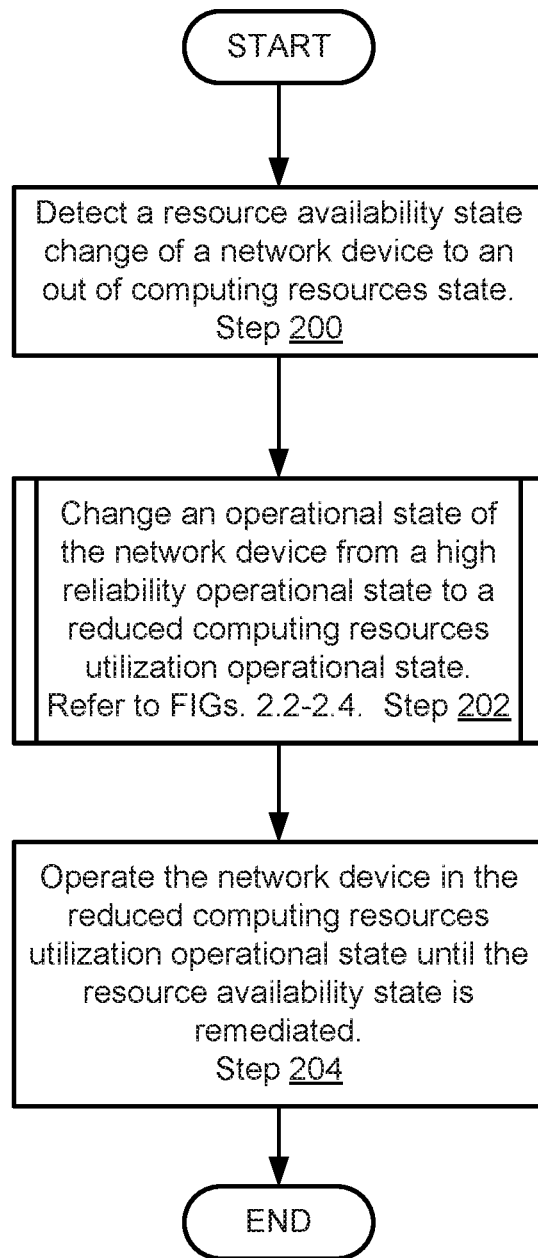 START
Detect a resource availability state
change of a network device to an
out of computing resources state.
Step 200
Change an operational state of
the network device from a high
reliability operational state to a
reduced computing resources
utilization operational state.
Refer to FIGs. 2.2-2.4. Step 202
Operate the network device in the
reduced computing resources
utilization operational state until the
resource availability state is
remediated.
Step 204
END